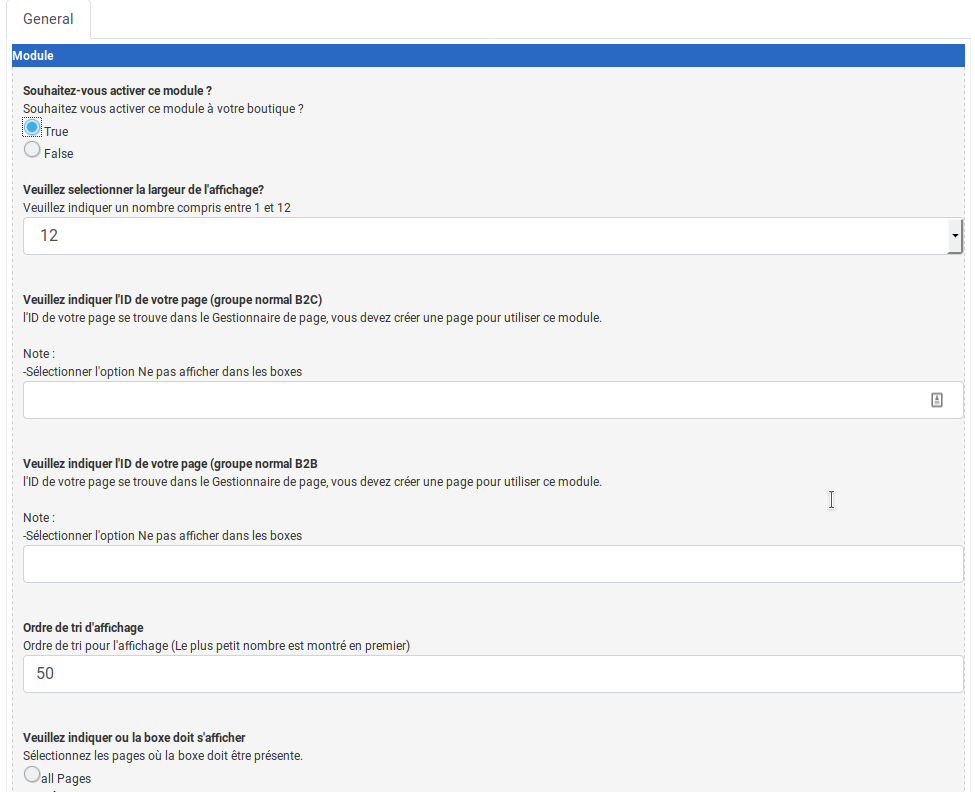 General
Module
Souhaitez-vous activer ce module ?
Souhaitez vous activer ce module à votre boutique ?
True
False
Veuillez selectionner la largeur de l'affichage?
Veuillez indiquer un nombre compris entre 1 et 12
12
Veuillez indiquer l'ID de votre page (groupe normal B2C)
l'ID de votre page se trouve dans le Gestionnaire de page, vous devez créer une page pour utiliser ce module.
Note :
-Sélectionner l'option Ne pas afficher dans les boxes
Veuillez indiquer l'ID de votre page (groupe normal B2B
l'ID de votre page se trouve dans le Gestionnaire de page, vous devez créer une page pour utiliser ce module.
Note :
-Sélectionner l'option Ne pas afficher dans les boxes
Ordre de tri d'affichage
Ordre de tri pour l'affichage (Le plus petit nombre est montré en premier)
50
Veuillez indiquer ou la boxe doit s'afficher
Sélectionnez les pages où la boxe doit être présente.
all Pages